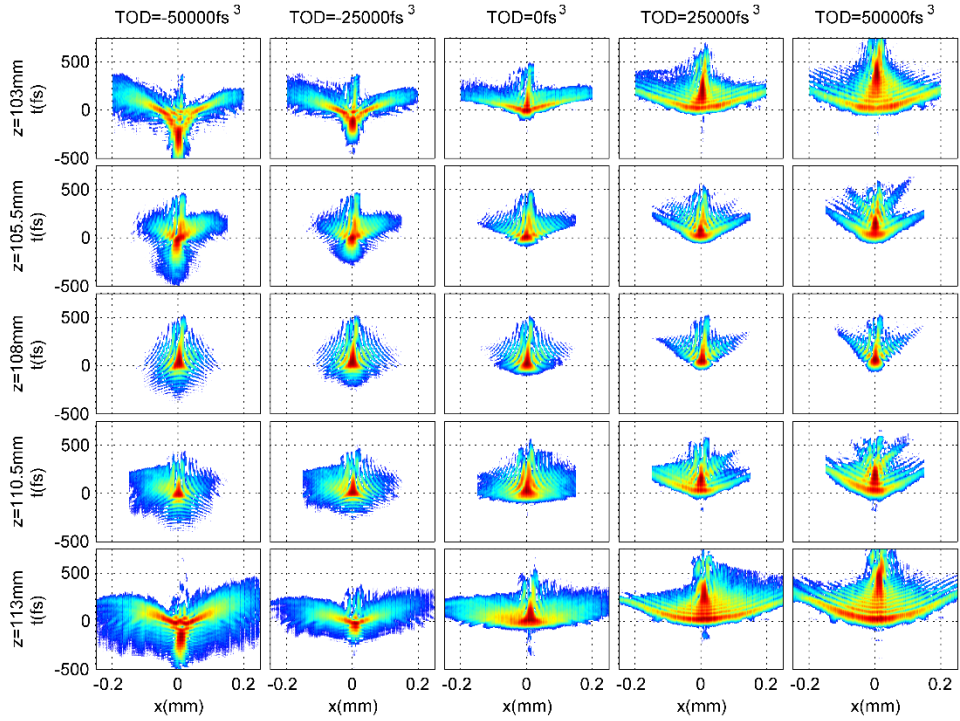 TOD=-50000fs 3 TOD=-25000fs 3 TOD=0fs 3 TOD=25000fs 3 TOD=50000fs 3
z=103mm
t(fs)
500
0
-500
z=105.5mm
t(fs)
500
0
-500
z=108mm
t(fs)
500
0
-500
z=110.5mm
t(fs)
500
0
-500
z=113mm
t(fs)
500
0
-500
-0.2 0 0.2 -0.2 0 0.2 -0.2 0 0.2 -0.2 0 0.2 -0.2 0 0.2
x(mm) x(mm) x(mm) x(mm) x(mm)